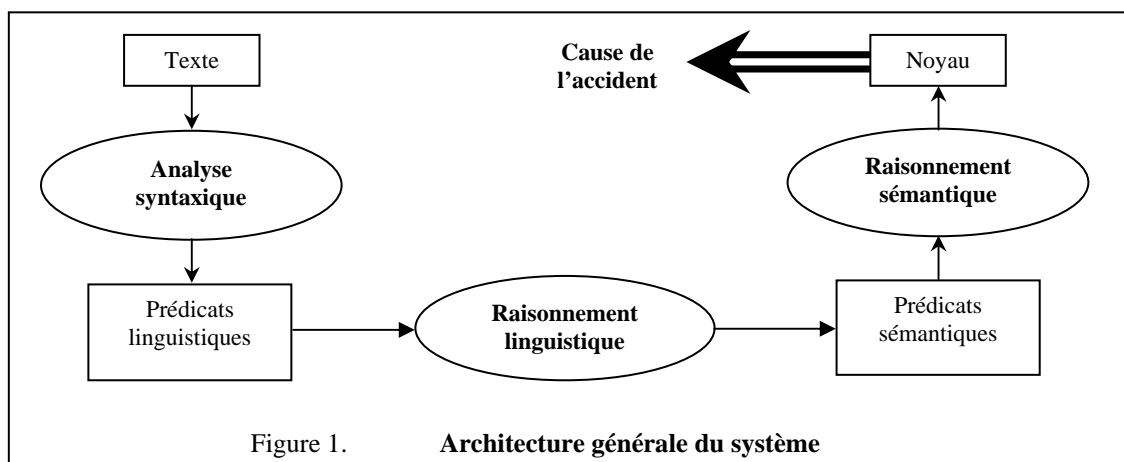 Texte
Cause de
l'accident
Noyau
Analyse
syntaxique
Raisonnement
sémantique
Prédicats
linguistiques
Raisonnement
linguistique
Prédicats
sémantiques
Figure 1. Architecture générale du système